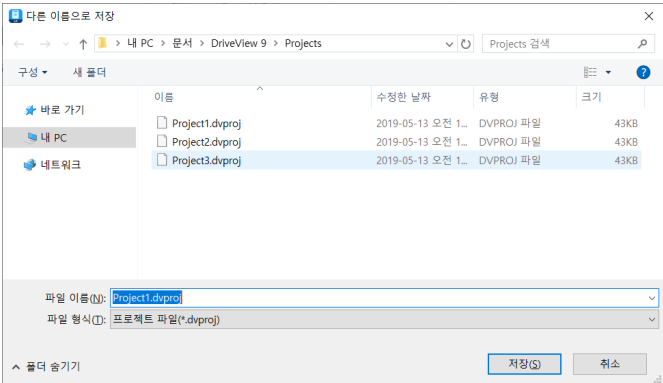 다른 이름으로 저장
내 PC > 문서 > DriveView 9 > Projects
Projects 검색
구성 새 폴더
이름 수정한 날짜 유형 크기
바로 가기
내 PC
네트워크
Project1.dvproj 2019-05-13 오전 1... DVPROJ 파일 43KB
Project2.dvproj 2019-05-13 오전 1... DVPROJ 파일 43KB
Project3.dvproj 2019-05-13 오전 1... DVPROJ 파일 43KB
파일 이름(N): Project1.dvproj
파일 형식(T): 프로젝트 파일(*.dvproj)
폴더 숨기기
저장(S) 취소